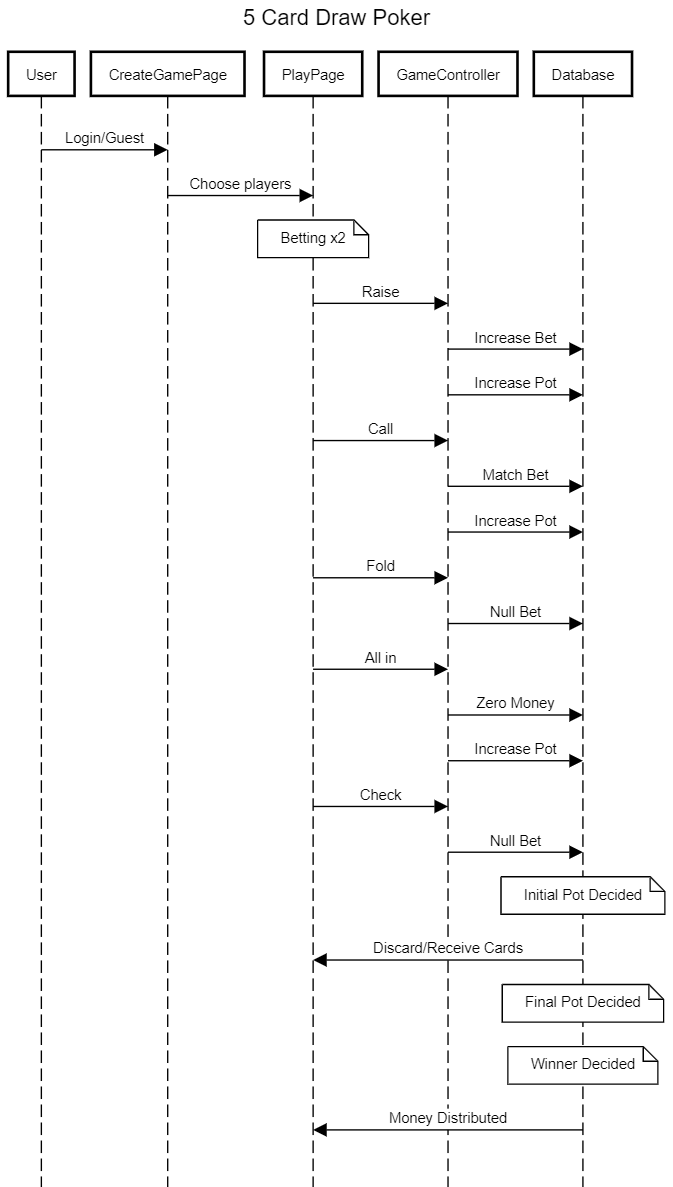 5 Card Draw Poker
User
CreateGamePage
PlayPage
GameController
Database
Login/Guest
Choose players
Betting x2
Raise
Increase Bet
Increase Pot
Call
Match Bet
Increase Pot
Fold
Null Bet
All in
Zero Money
Increase Pot
Check
Null Bet
Initial Pot Decided
Discard/Receive Cards
Final Pot Decided
Winner Decided
Money Distributed